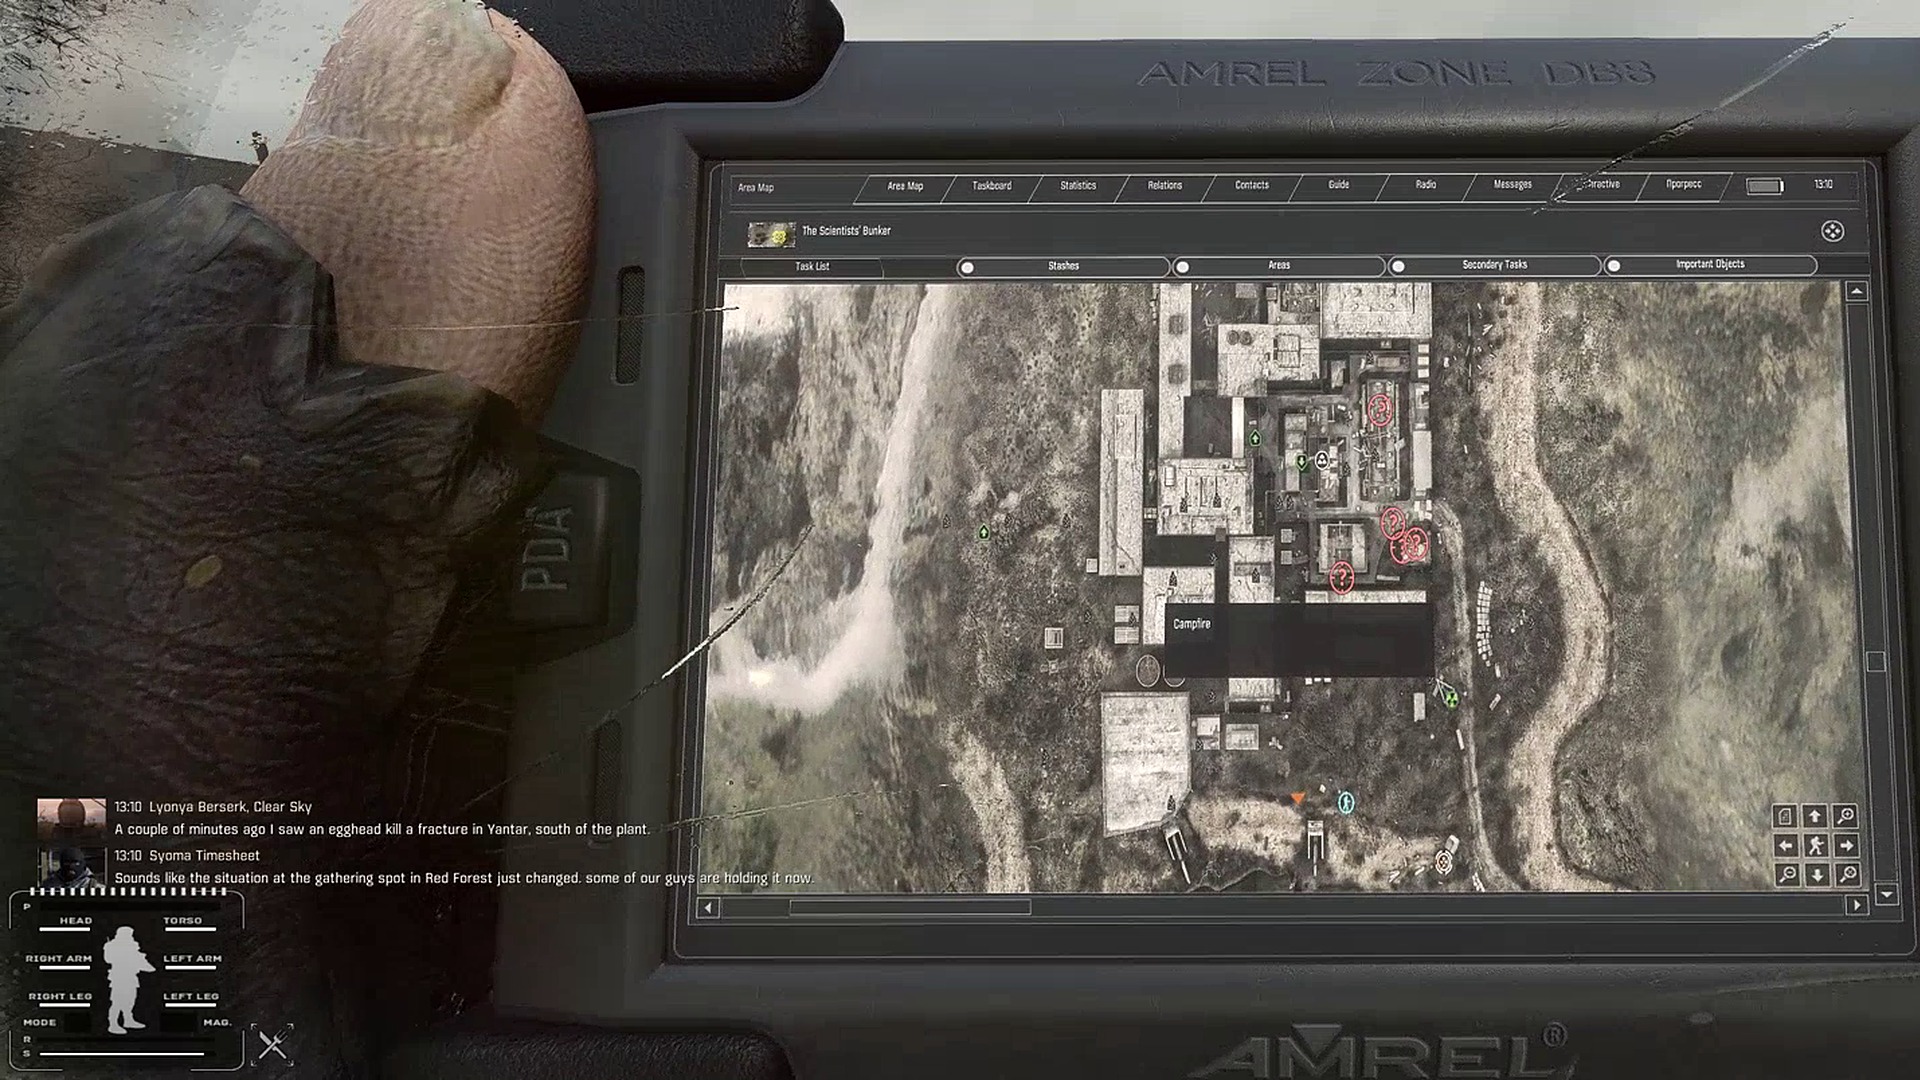 AMREL ZONE DB8
Area Map
Area Map
Taskboard
Statistics
Relations
Contacts
Guide
Radio
Messages
Прогресс
13:10
The Scientists' Bunker
Task List
Stashes
Areas
Secondary Tasks
Important Objects
PDA
Campfire
13:10 Lyonya Berserk, Clear Sky
A couple of minutes ago I saw an egghead kill a fracture in Yantar, south of the plant.
13:10 Syoma Timesheet
Sounds like the situation at the gathering spot in Red Forest just changed. some of our guys are holding it now.
P
HEAD
TORSO
RIGHT ARM
LEFT ARM
RIGHT LEG
LEFT LEG
MODE
MAG.
R
S
AMREL®